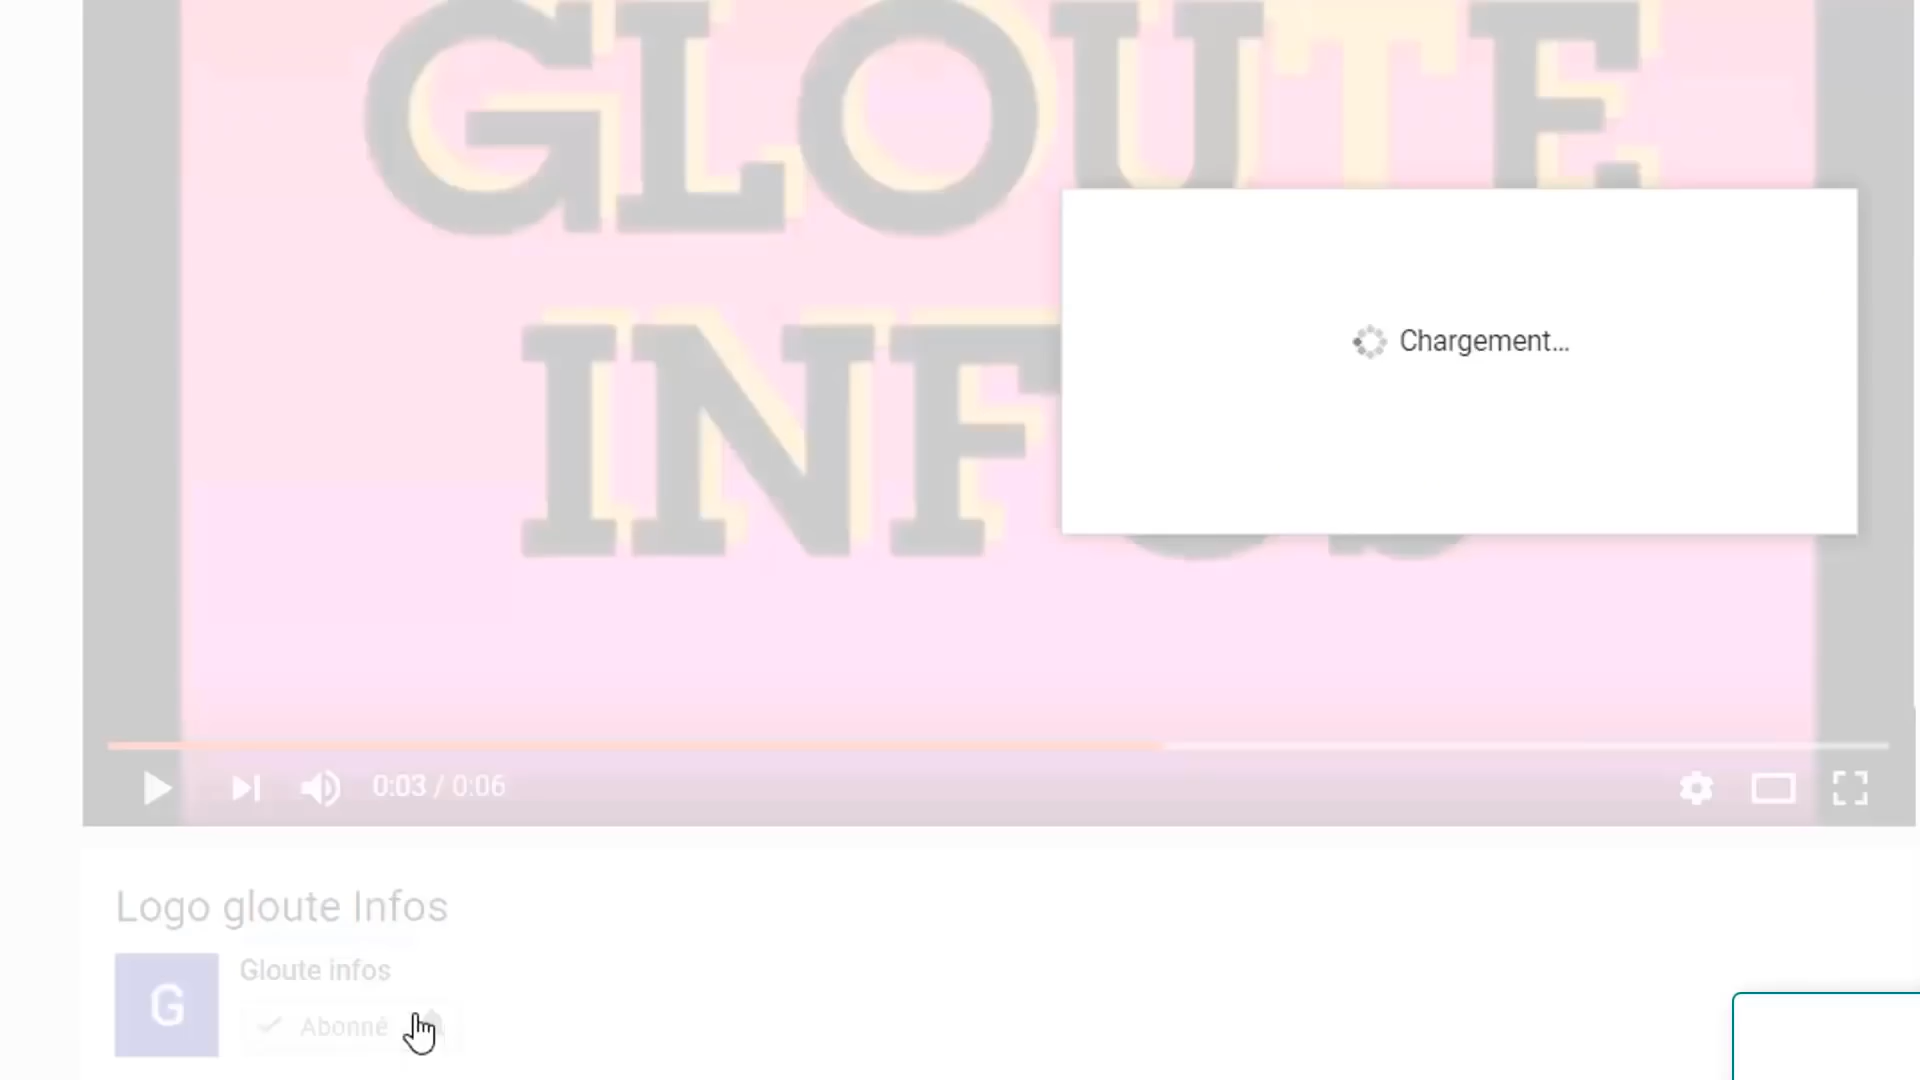 GLOUTE
INF
Chargement...
0:03 / 0:06
Logo gloute Infos
G
Gloute infos
Abonné